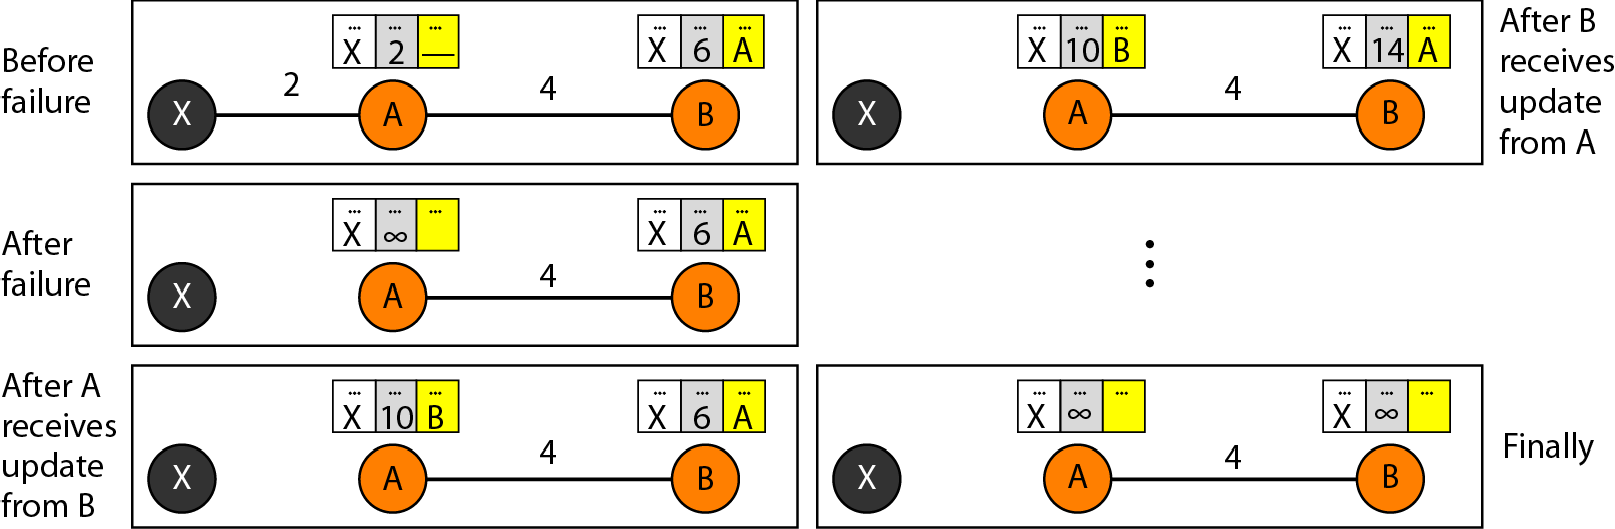 Before
failure
... ... ...
X 2 __
... ... ...
X 6 A
2
4
X A B
After
failure
... ... ...
X ∞
... ... ...
X 6 A
4
X A B
After A
receives
update
from B
... ... ...
X 10 B
... ... ...
X 6 A
4
X A B
... ... ...
X 10 B
... ... ...
X 14 A
4
X A B
After B
receives
update
from A
⋮
... ... ...
X ∞
... ... ...
X ∞
4
X A B
Finally